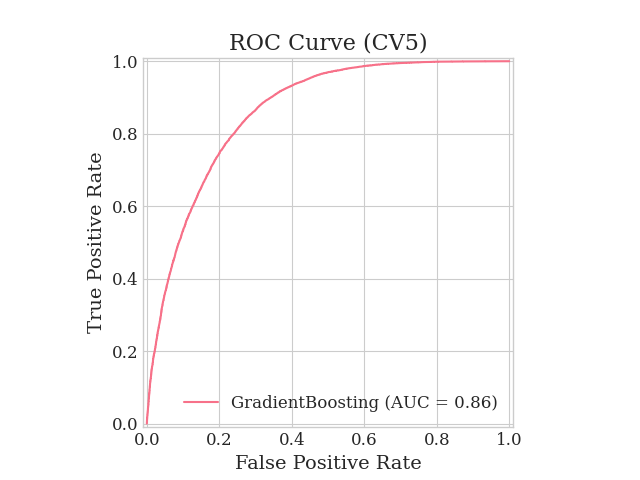 ROC Curve (CV5)
1.0
0.8
0.6
0.4
0.2
0.0
True Positive Rate
GradientBoosting (AUC = 0.86)
0.0 0.2 0.4 0.6 0.8 1.0
False Positive Rate